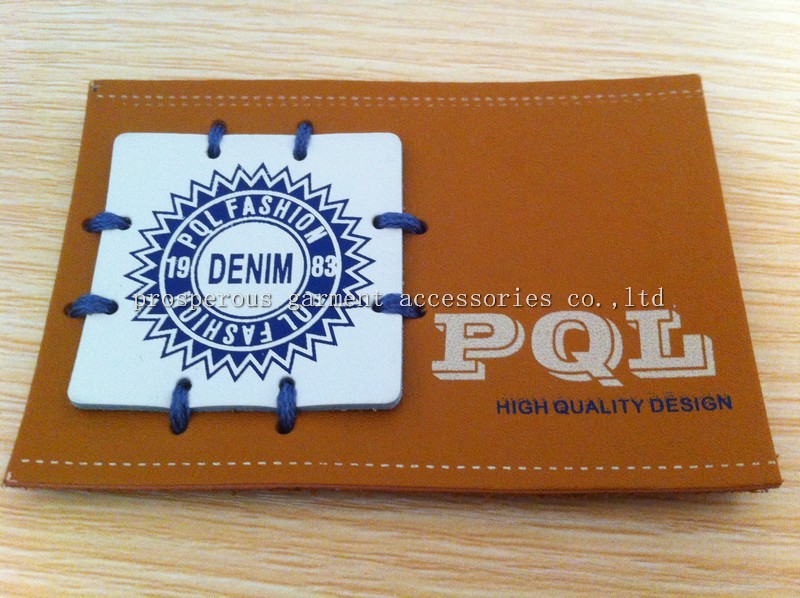 PQL FASHION
19 DENIM 83
PQL FASHION
prosperous garment accessories co.,ltd
PQL
HIGH QUALITY DESIGN